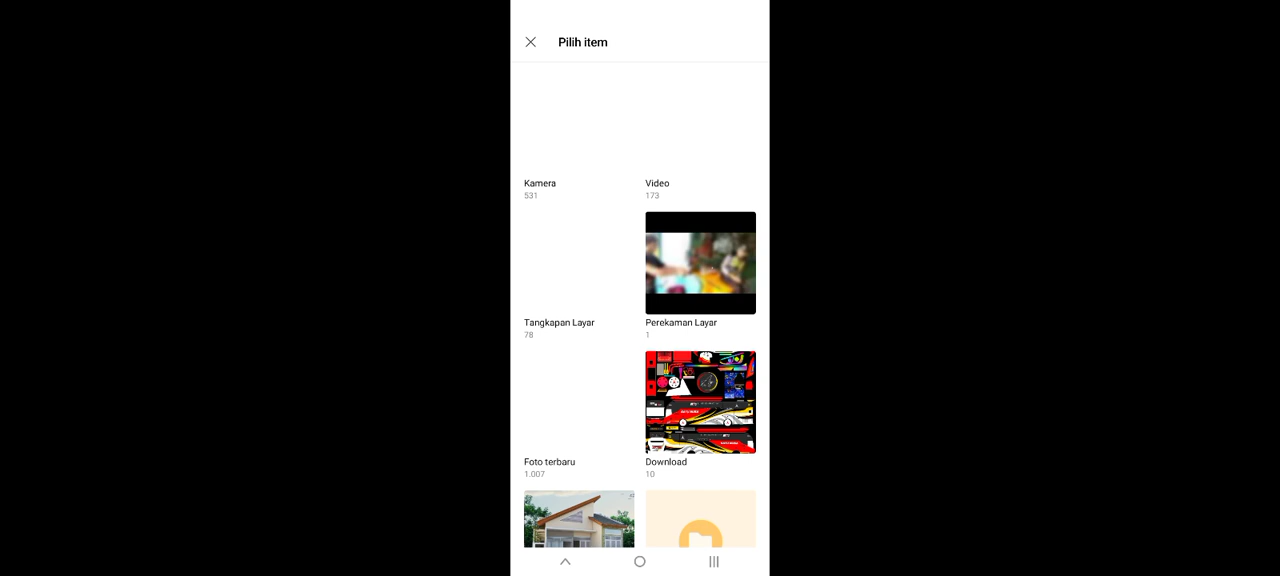 Pilih item
Kamera
531
Video
173
Tangkapan Layar
78
Perekaman Layar
1
Foto terbaru
1.007
Download
10